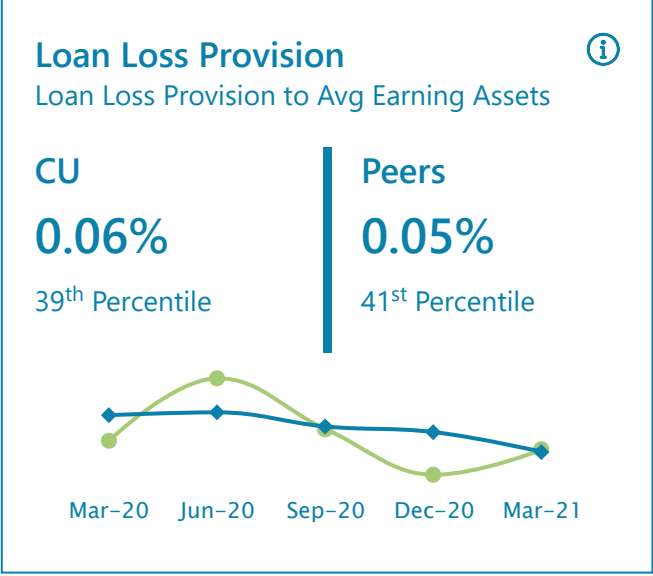 Loan Loss Provision
Loan Loss Provision to Avg Earning Assets
CU
0.06%
39th Percentile
Peers
0.05%
41st Percentile
Mar-20 Jun-20 Sep-20 Dec-20 Mar-21